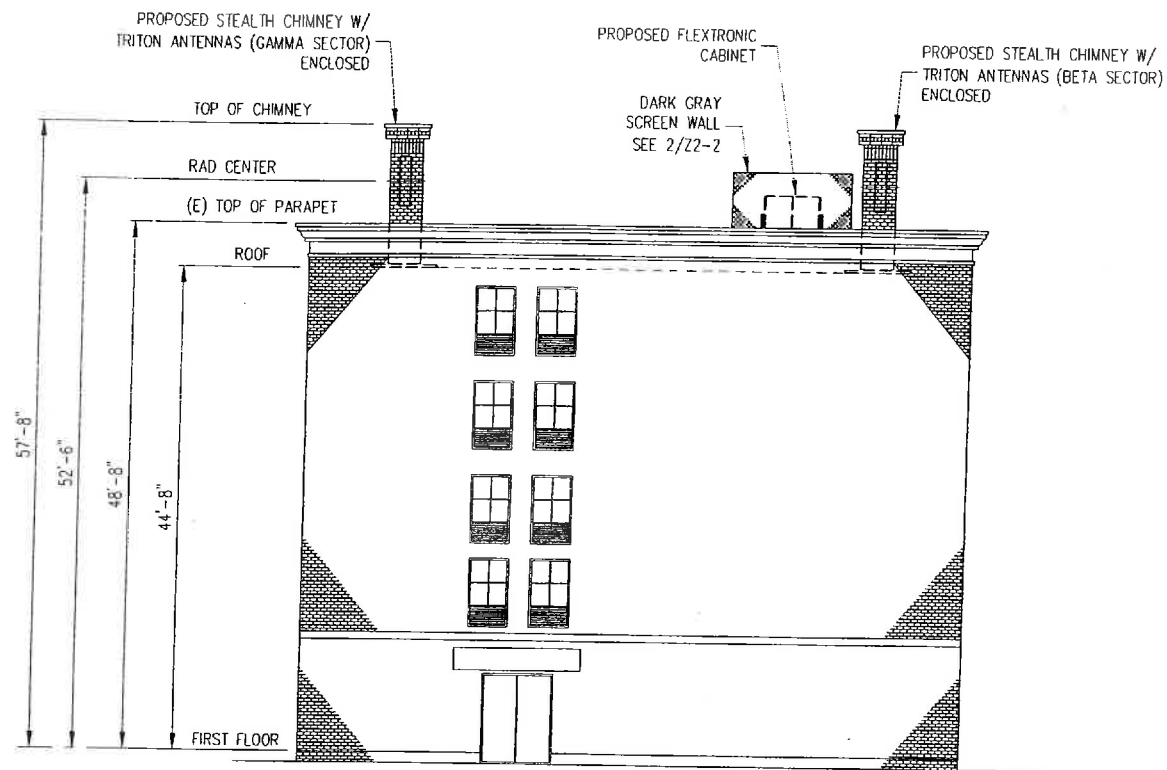 PROPOSED STEALTH CHIMNEY W/
TRITON ANTENNAS (GAMMA SECTOR)
ENCLOSED
PROPOSED FLEXTRONIC
CABINET
PROPOSED STEALTH CHIMNEY W/
TRITON ANTENNAS (BETA SECTOR)
ENCLOSED
DARK GRAY
SCREEN WALL
SEE 2/Z2-2
TOP OF CHIMNEY
RAD CENTER
(E) TOP OF PARAPET
ROOF
57'-8"
52'-6"
48'-8"
44'-8"
FIRST FLOOR